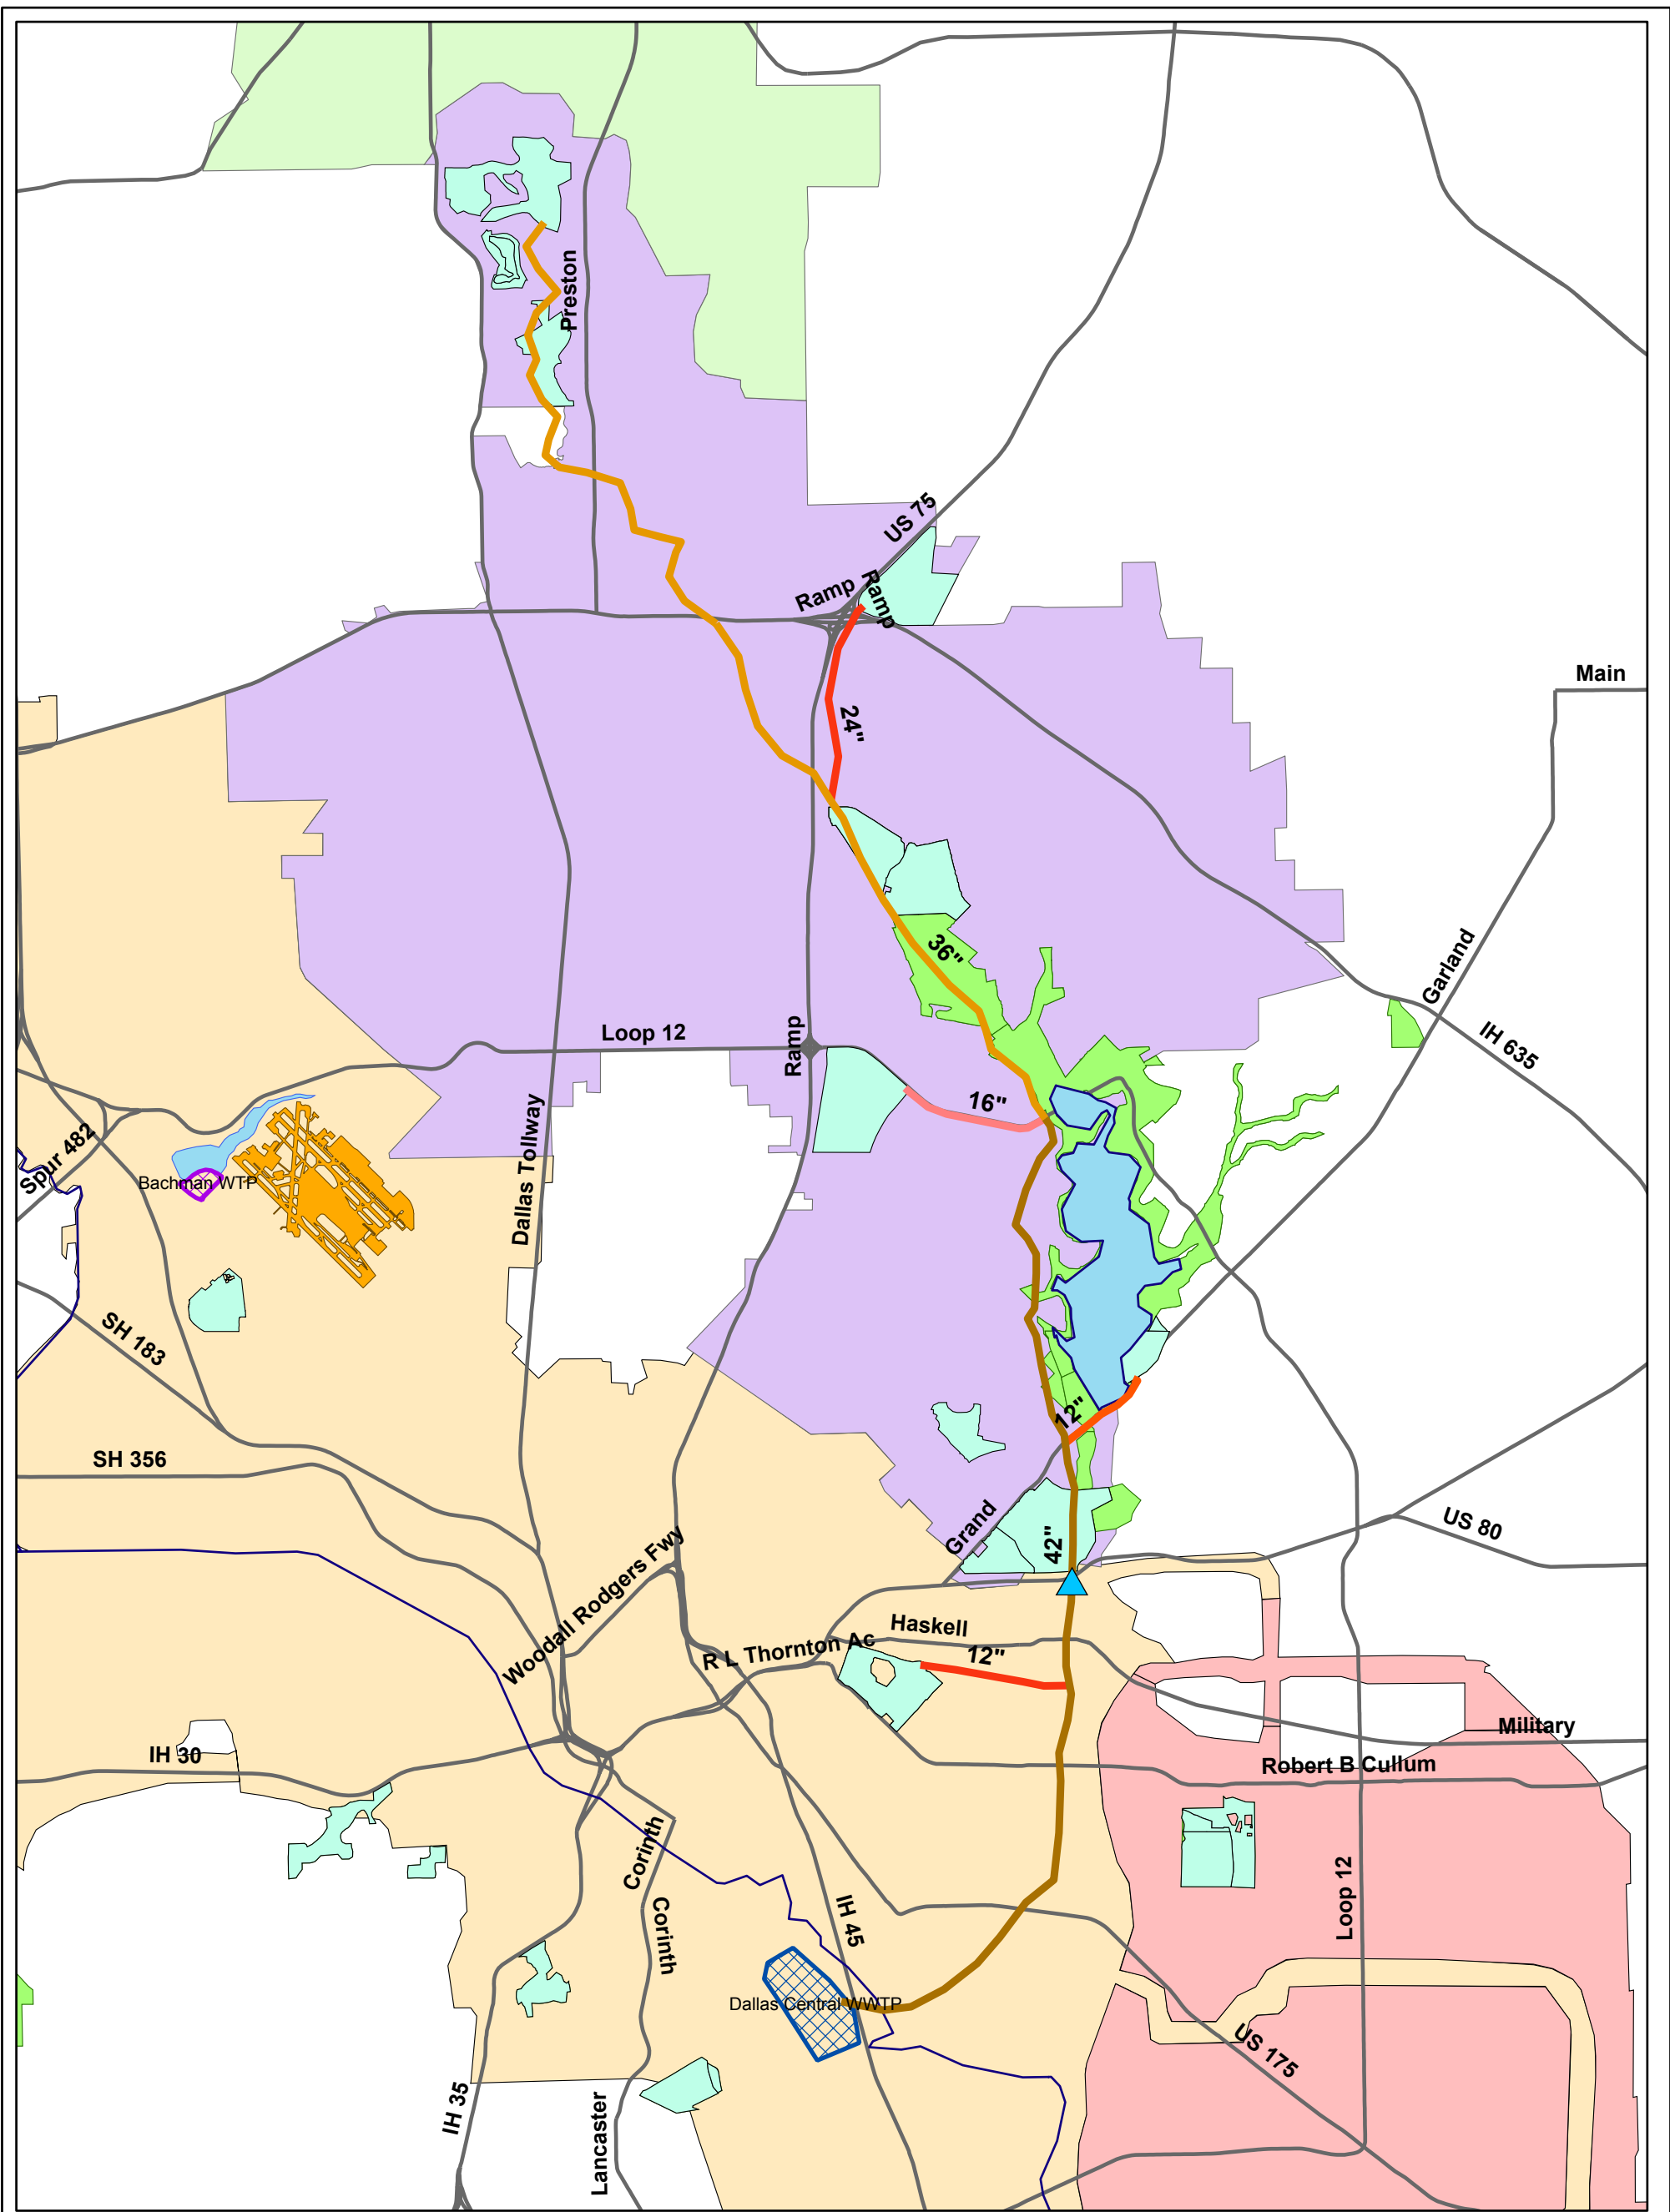 Preston
US 75
Ramp
Ramp
Main
24"
36"
Garland
Loop 12
Ramp
IH 635
16"
Dallas Tollway
Spur 482
Bachman WTP
SH 183
12"
SH 356
Grand
42"
US 80
Woodall Rodgers Fwy
Haskell
R L Thornton Ac
12"
Military
IH 30
Robert B Cullum
Corinth
Loop 12
Corinth
IH 45
Dallas Central WWTP
US 175
IH 35
Lancaster